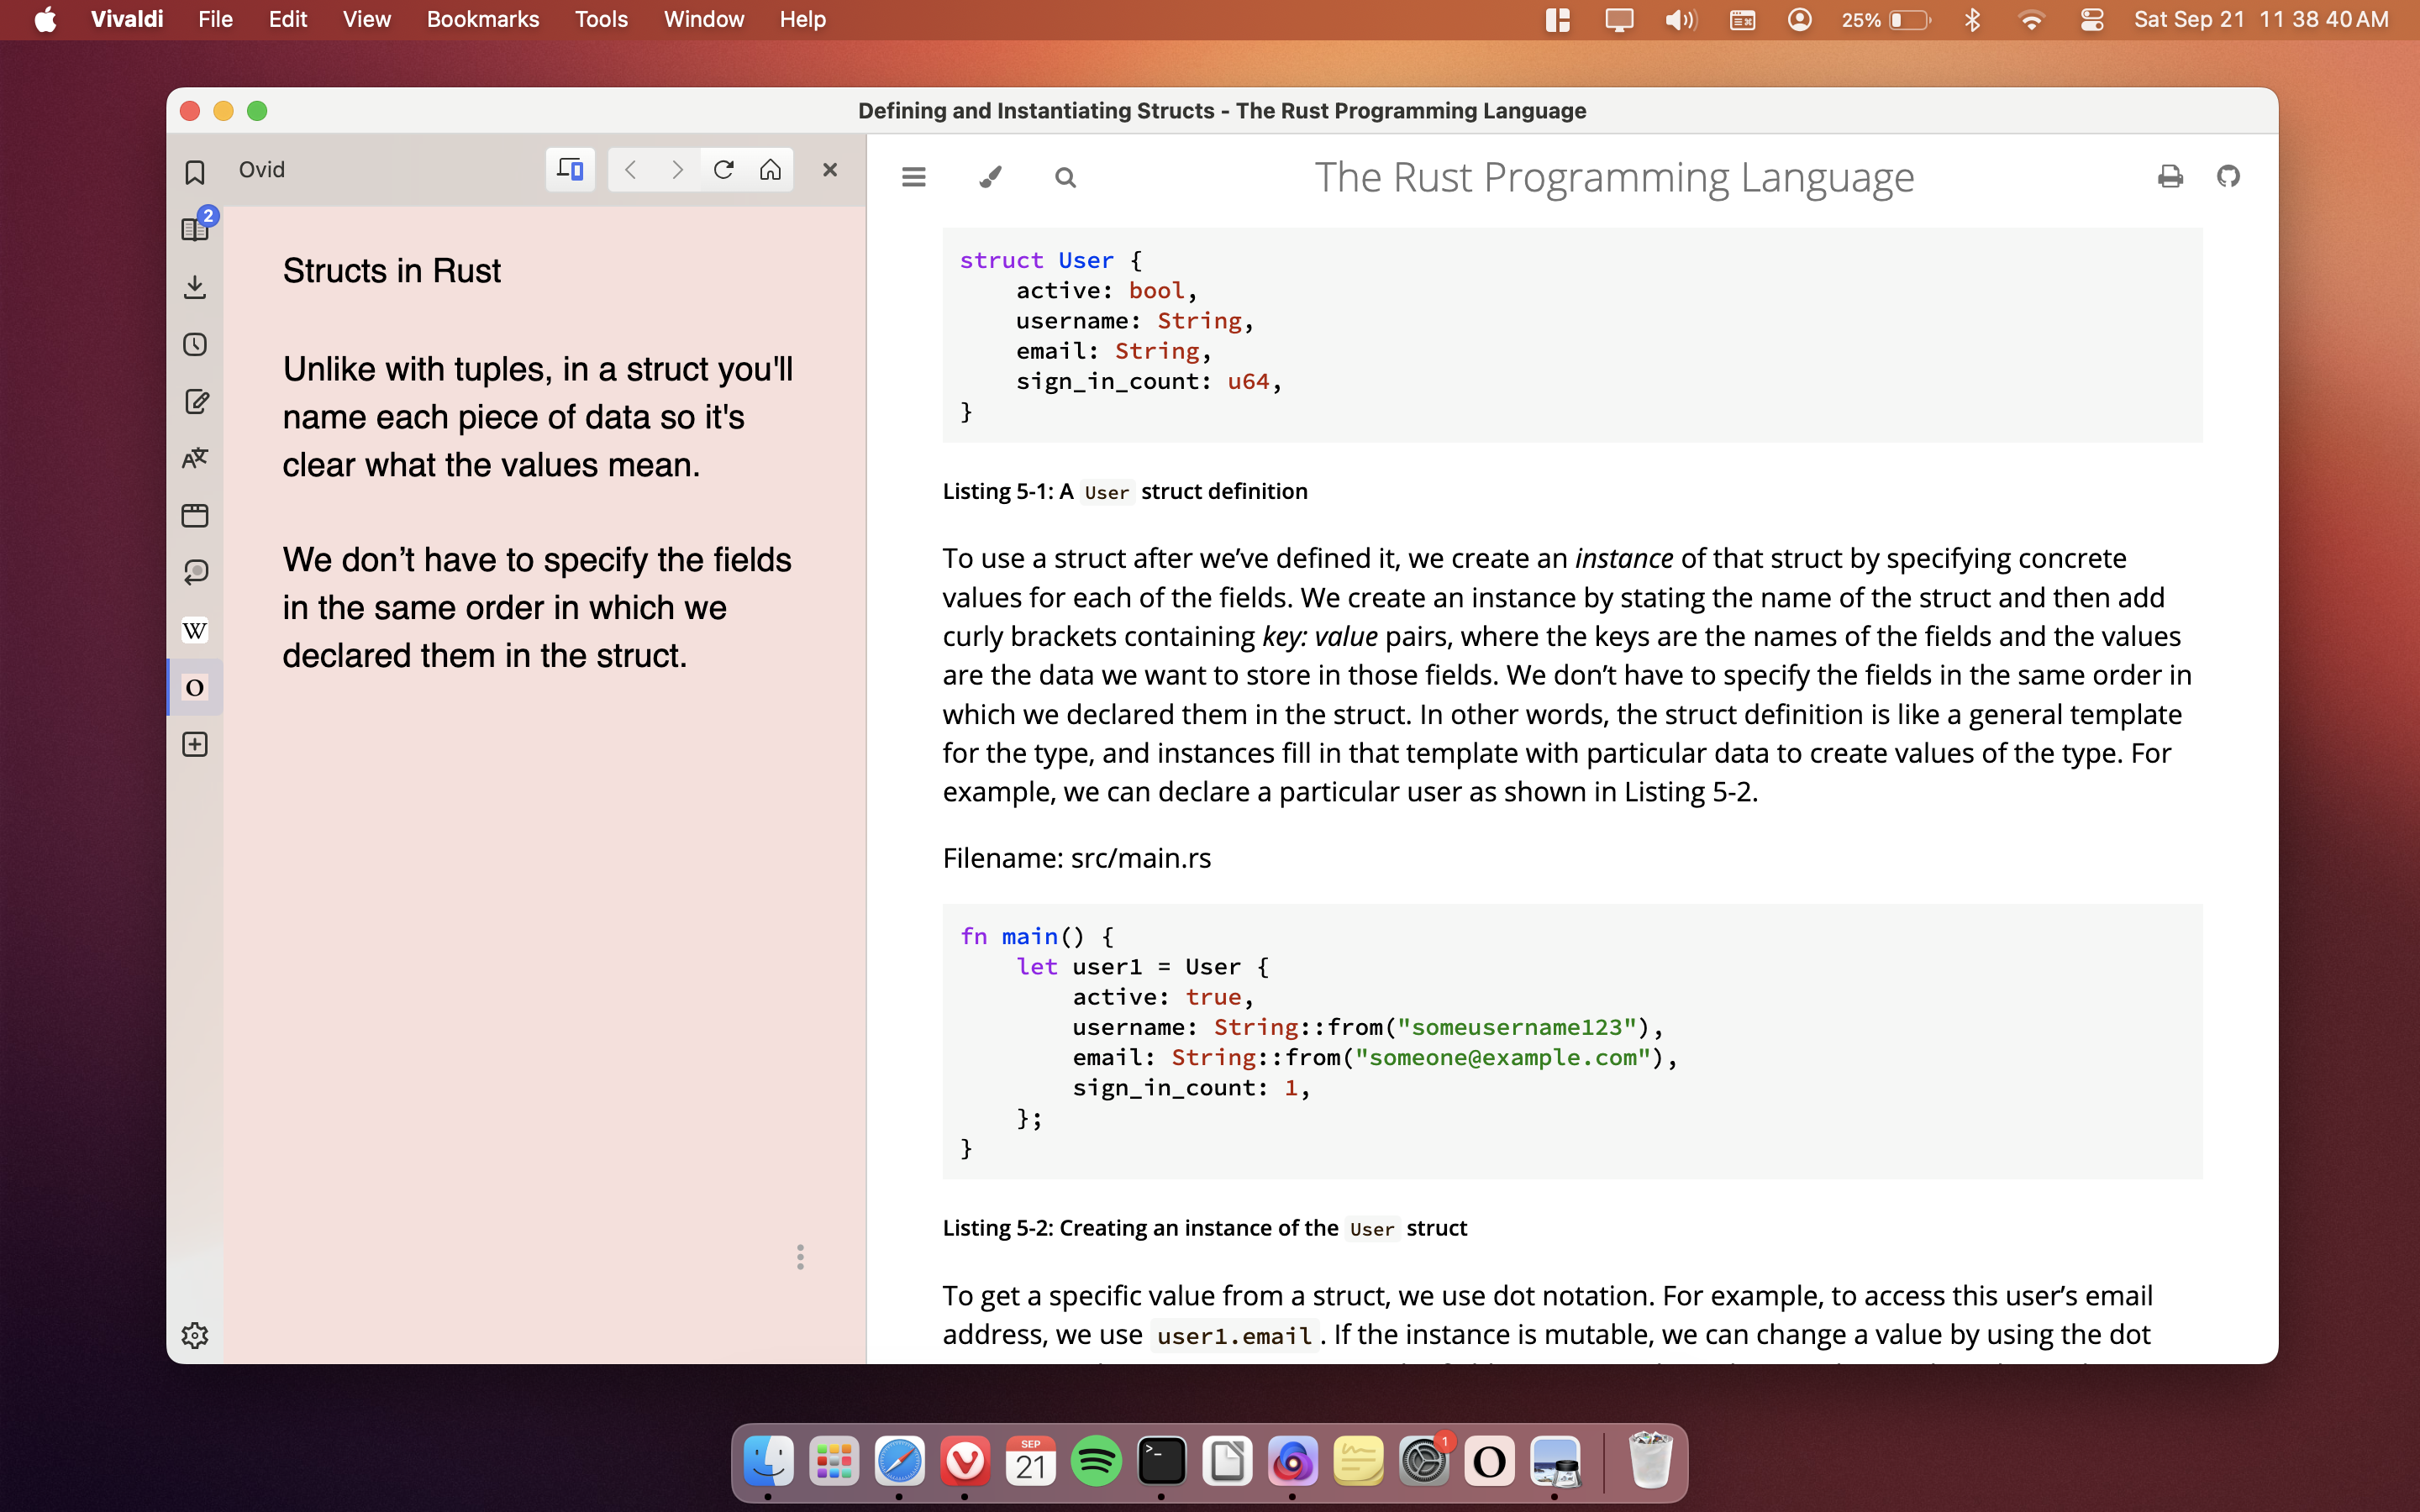 Vivaldi File Edit View Bookmarks Tools Window Help 25% Sat Sep 21 11 38 40 AM
Defining and Instantiating Structs - The Rust Programming Language
Ovid
2
W
O
Structs in Rust
Unlike with tuples, in a struct you'll
name each piece of data so it's
clear what the values mean.
We don’t have to specify the fields
in the same order in which we
declared them in the struct.
The Rust Programming Language
struct User {
    active: bool,
    username: String,
    email: String,
    sign_in_count: u64,
}
Listing 5-1: A User struct definition
To use a struct after we’ve defined it, we create an instance of that struct by specifying concrete
values for each of the fields. We create an instance by stating the name of the struct and then add
curly brackets containing key: value pairs, where the keys are the names of the fields and the values
are the data we want to store in those fields. We don’t have to specify the fields in the same order in
which we declared them in the struct. In other words, the struct definition is like a general template
for the type, and instances fill in that template with particular data to create values of the type. For
example, we can declare a particular user as shown in Listing 5-2.
Filename: src/main.rs
fn main() {
    let user1 = User {
        active: true,
        username: String::from("someusername123"),
        email: String::from("someone@example.com"),
        sign_in_count: 1,
    };
}
Listing 5-2: Creating an instance of the User struct
To get a specific value from a struct, we use dot notation. For example, to access this user’s email
address, we use user1.email. If the instance is mutable, we can change a value by using the dot
SEP
21
>_
1
O